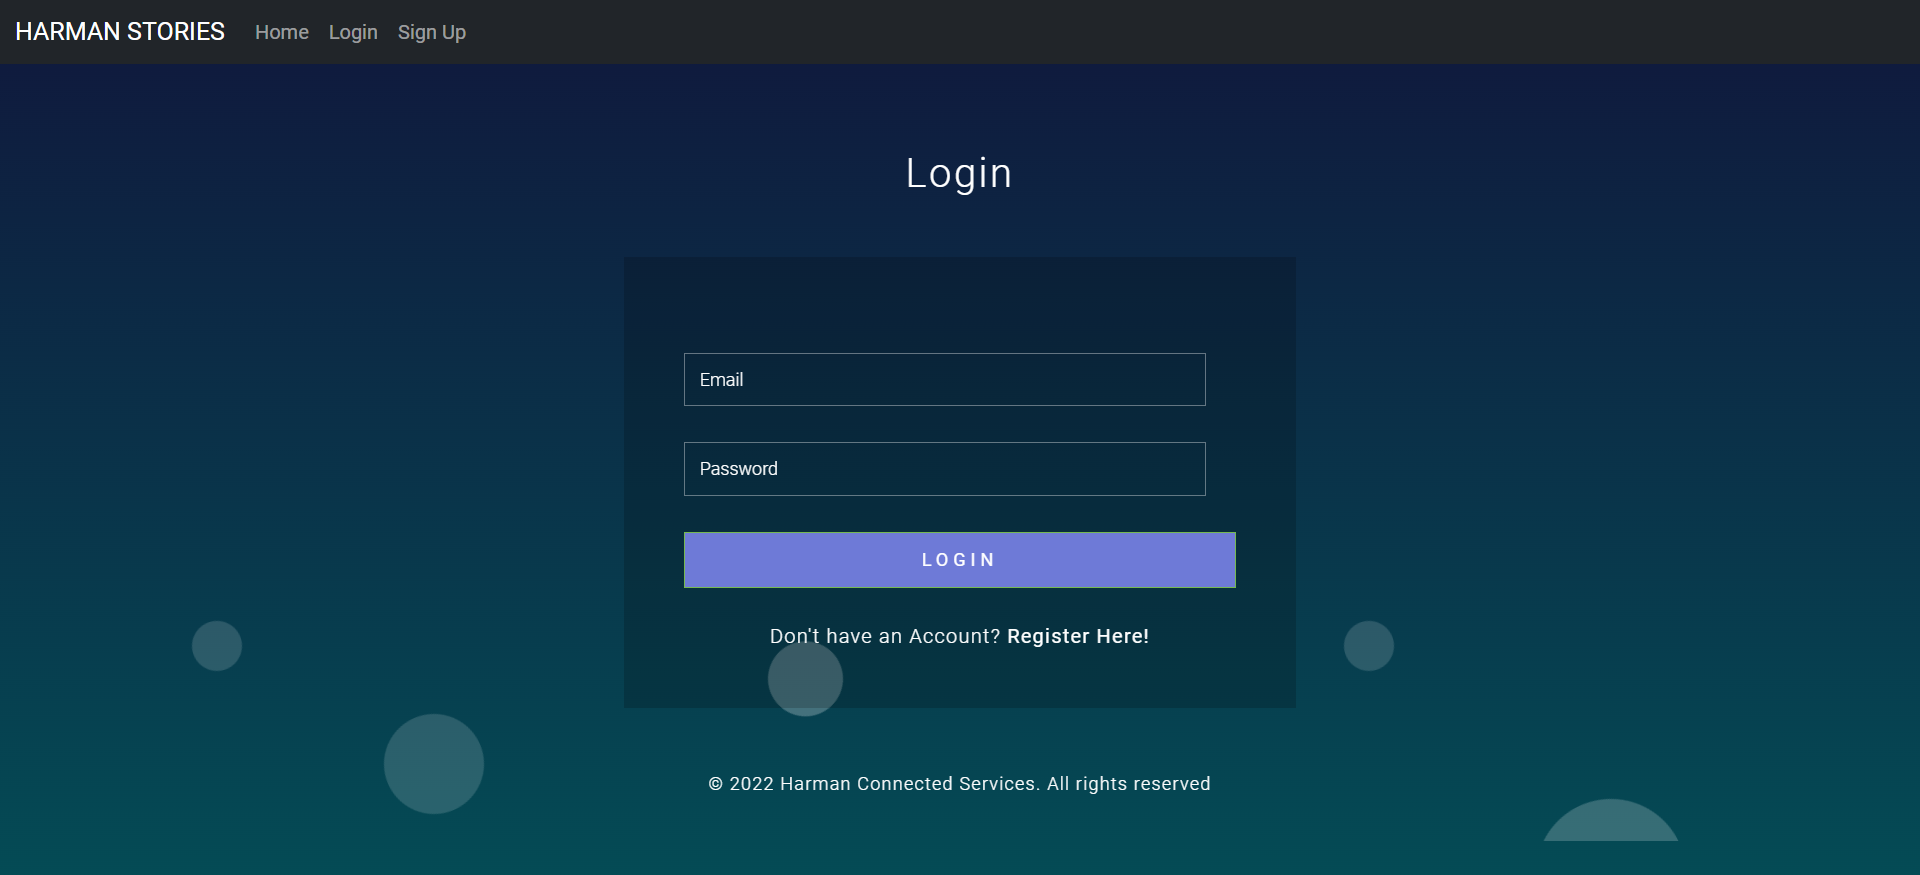 HARMAN STORIES Home Login Sign Up
Login
Email
Password
LOGIN
Don't have an Account? Register Here!
© 2022 Harman Connected Services. All rights reserved